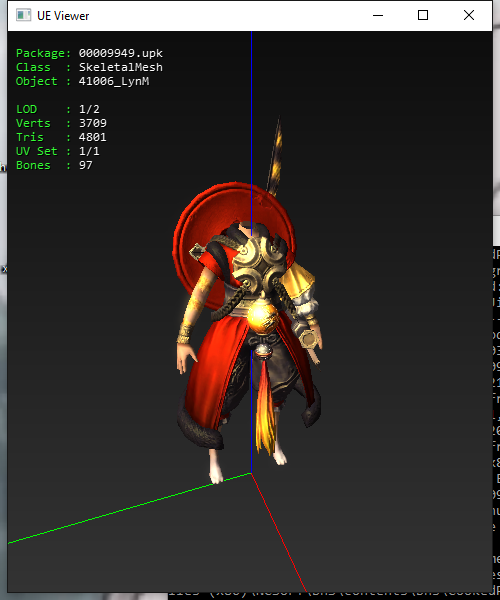 UE Viewer
Package: 00009949.upk
Class : SkeletalMesh
Object : 41006_LynM
LOD : 1/2
Verts : 3709
Tris : 4801
UV Set : 1/1
Bones : 97